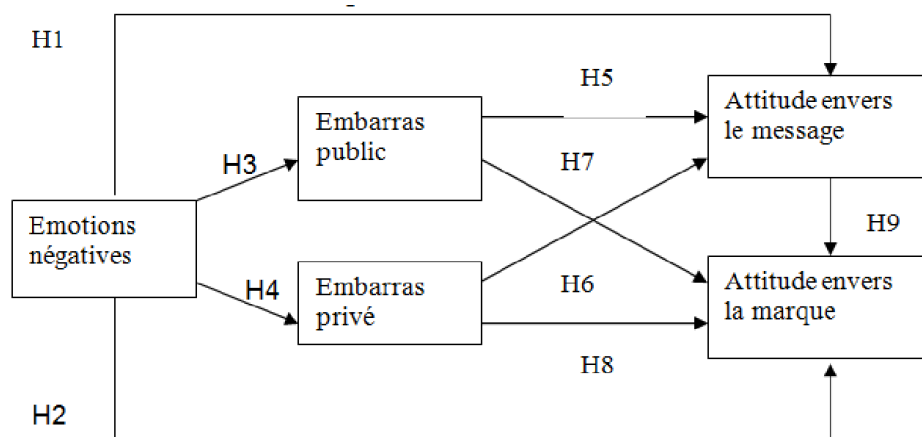 H1
H5
Attitude envers
le message
Embarras
public
H3
H7
Emotions
négatives
H9
H4
Embarras
privé
H6
Attitude envers
la marque
H8
H2